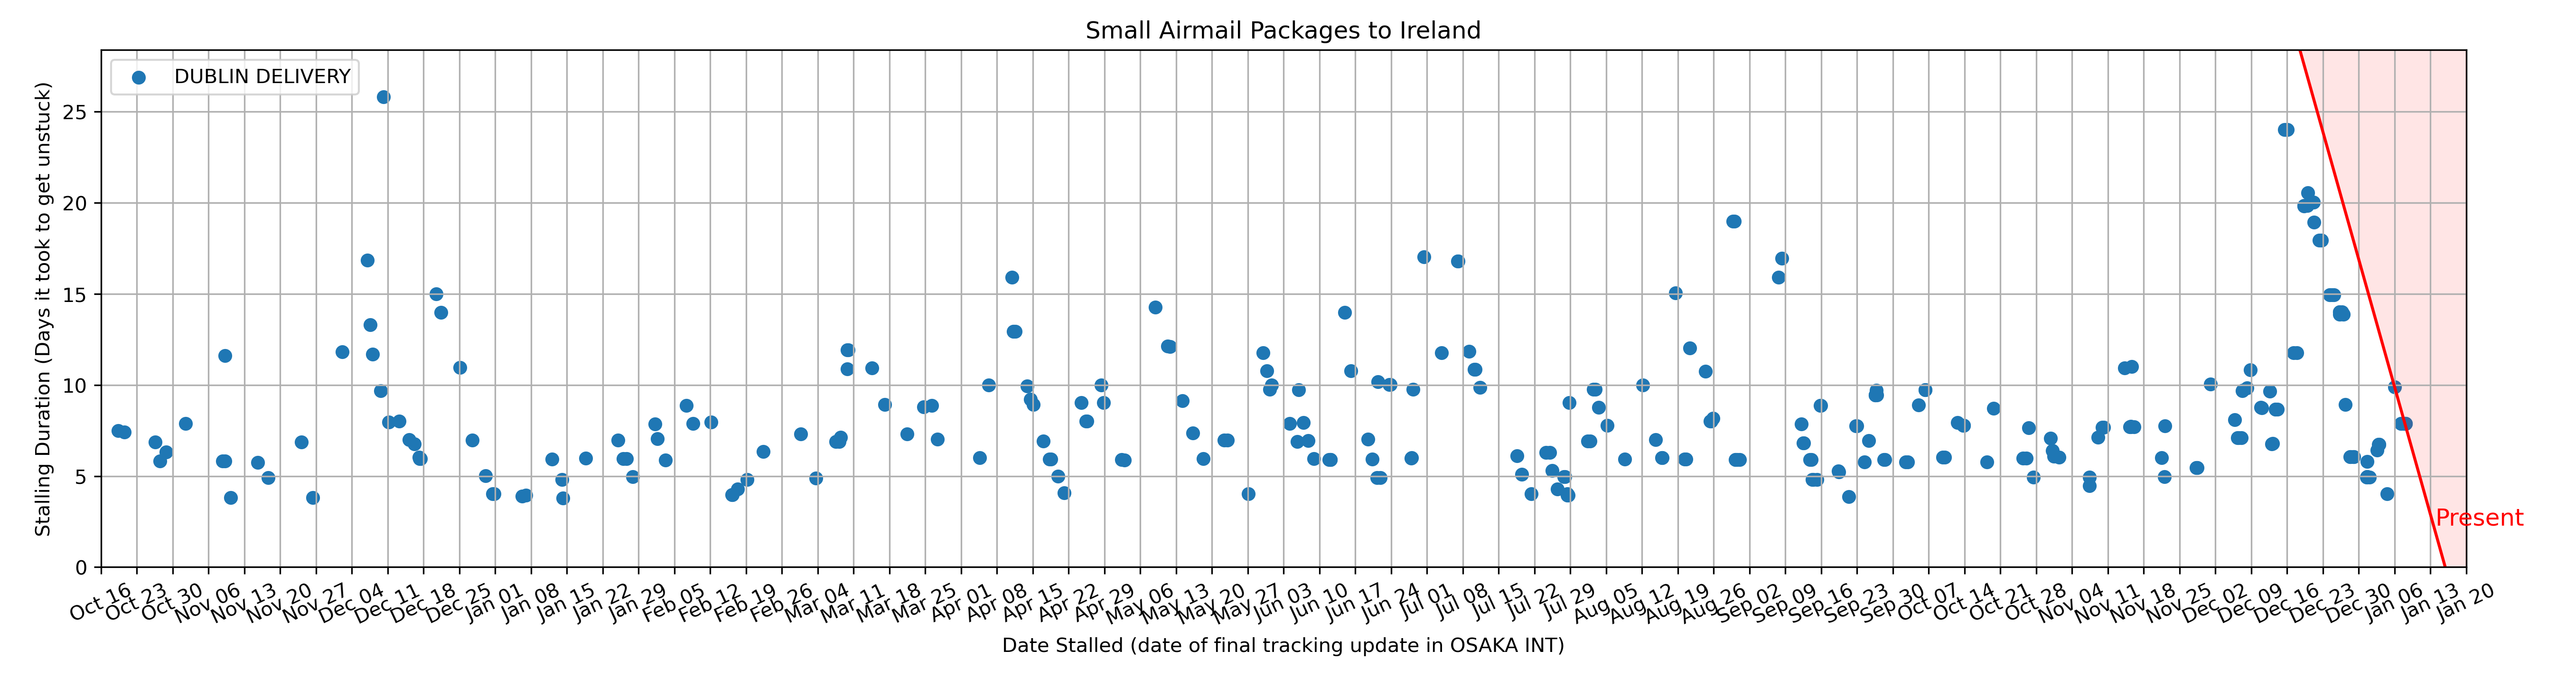 Small Airmail Packages to Ireland
DUBLIN DELIVERY
Stalling Duration (Days it took to get unstuck)
25
20
15
10
5
0
Present
Oct 16
Oct 23
Oct 30
Nov 06
Nov 13
Nov 20
Nov 27
Dec 04
Dec 11
Dec 18
Dec 25
Jan 01
Jan 08
Jan 15
Jan 22
Jan 29
Feb 05
Feb 12
Feb 19
Feb 26
Mar 04
Mar 11
Mar 18
Mar 25
Apr 01
Apr 08
Apr 15
Apr 22
Apr 29
May 06
May 13
May 20
May 27
Jun 03
Jun 10
Jun 17
Jun 24
Jul 01
Jul 08
Jul 15
Jul 22
Jul 29
Aug 05
Aug 12
Aug 19
Aug 26
Sep 02
Sep 09
Sep 16
Sep 23
Sep 30
Oct 07
Oct 14
Oct 21
Oct 28
Nov 04
Nov 11
Nov 18
Nov 25
Dec 02
Dec 09
Dec 16
Dec 23
Dec 30
Jan 06
Jan 13
Jan 20
Date Stalled (date of final tracking update in OSAKA INT)